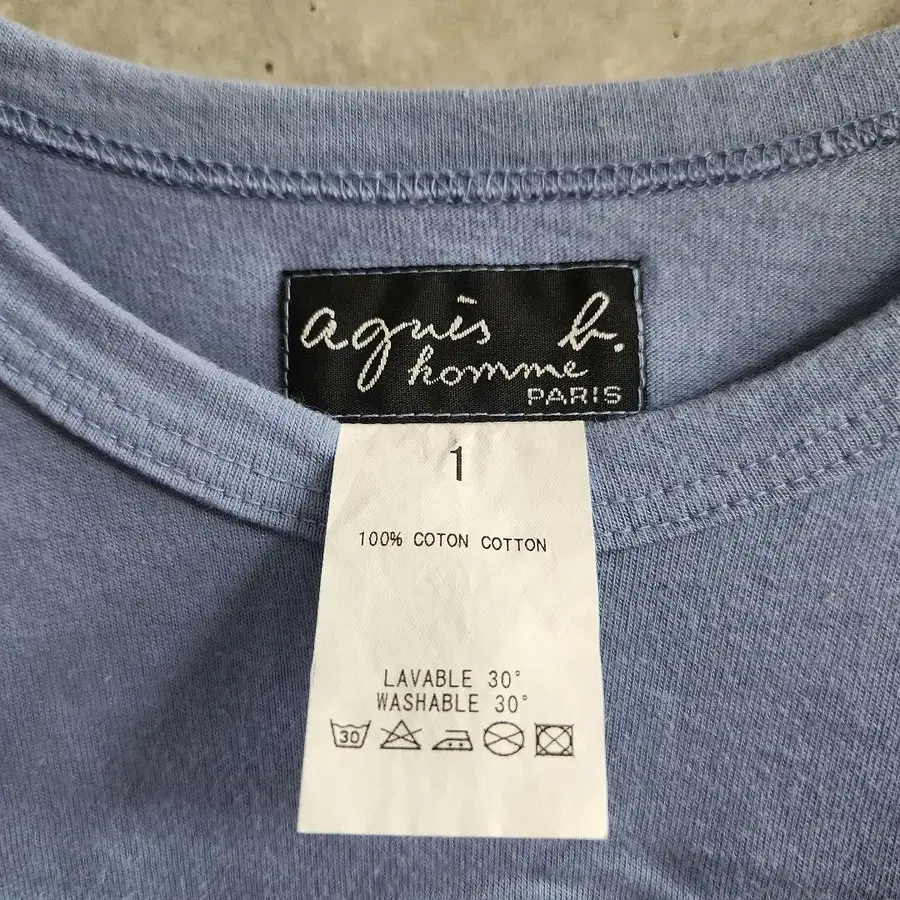 agnès b.
homme
PARIS
1
100% COTON COTTON
LAVABLE 30°
WASHABLE 30°
30